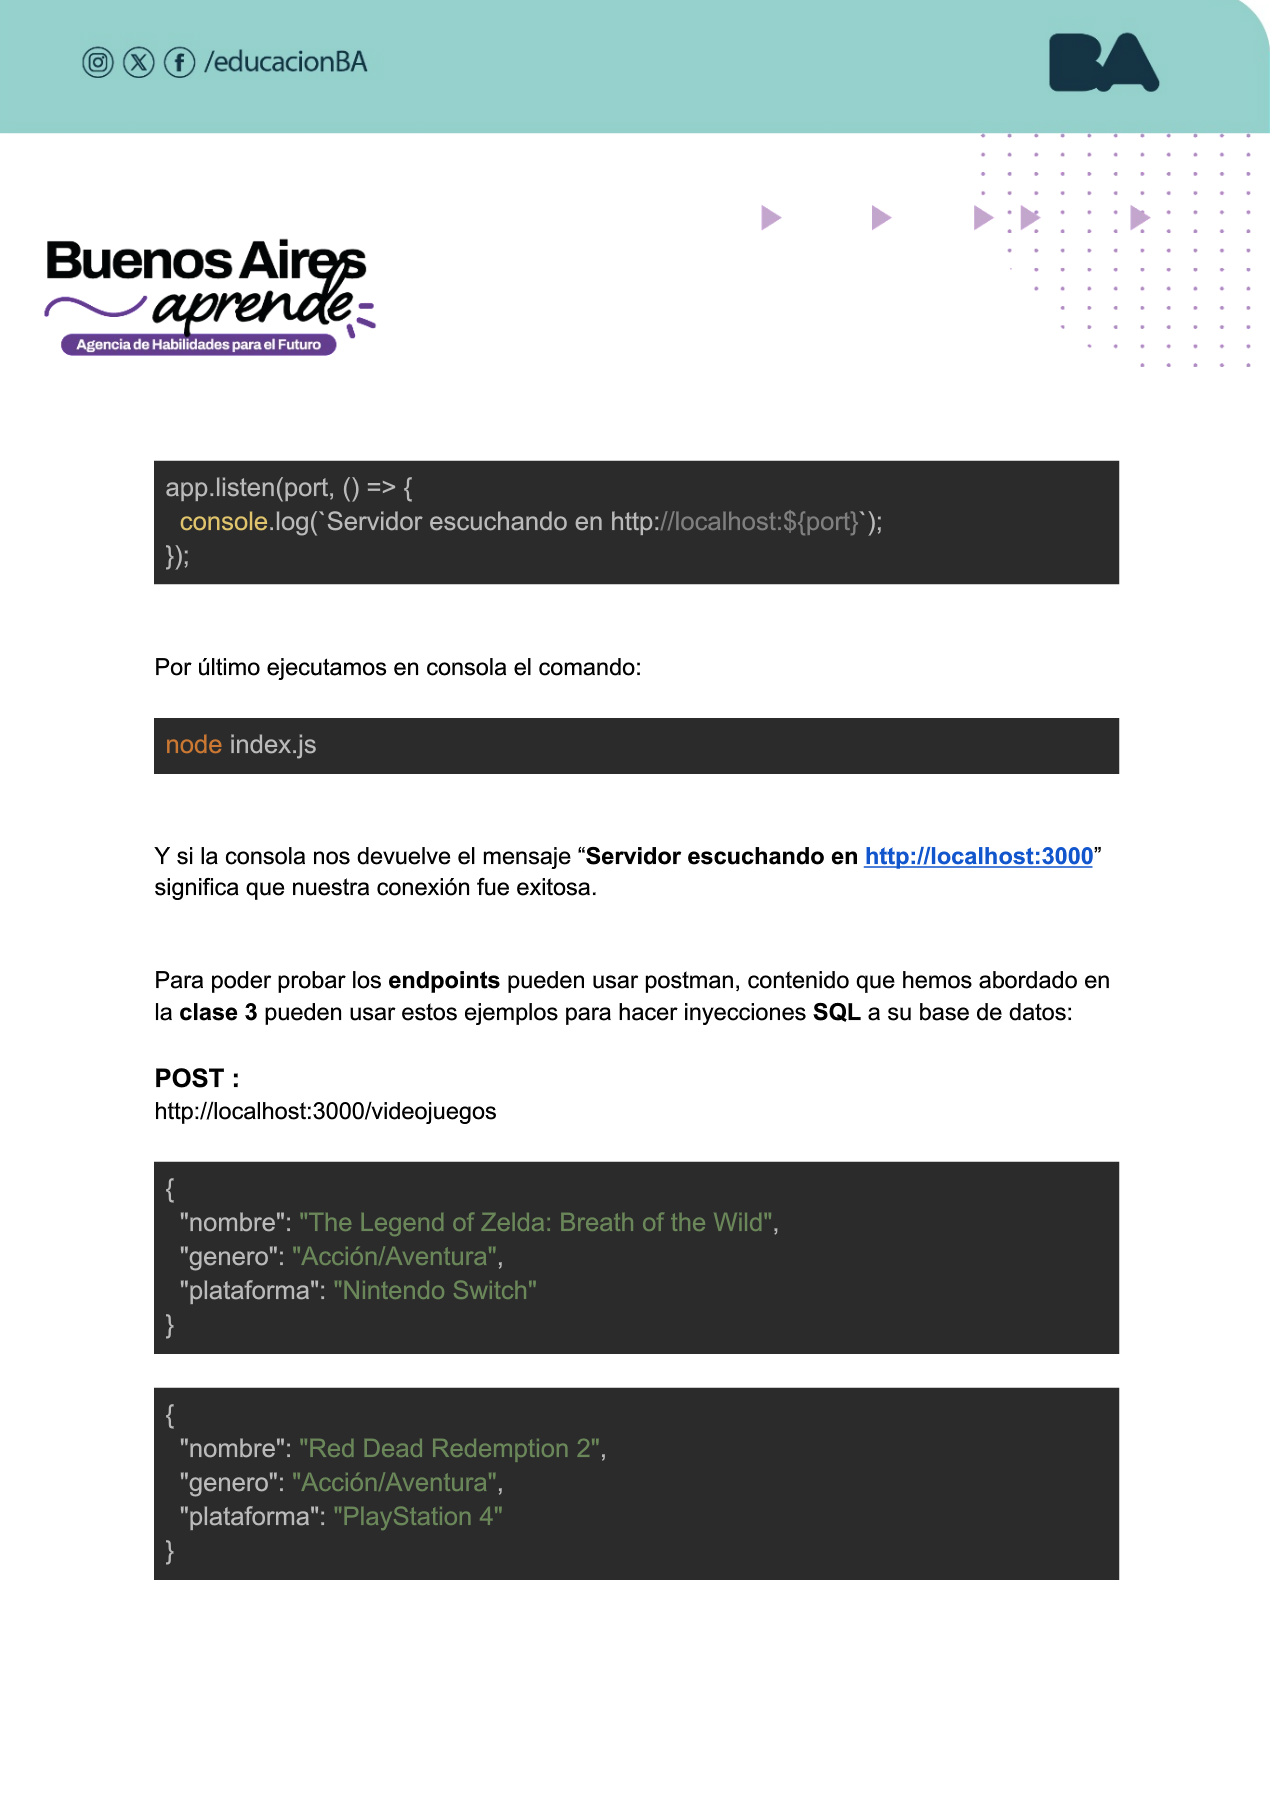 /educacionBA
BA
Buenos Aires
aprende
Agencia de Habilidades para el Futuro
app.listen(port, () => {
  console.log(`Servidor escuchando en http://localhost:${port}`);
});
Por último ejecutamos en consola el comando:
node index.js
Y si la consola nos devuelve el mensaje “Servidor escuchando en http://localhost:3000”
significa que nuestra conexión fue exitosa.
Para poder probar los endpoints pueden usar postman, contenido que hemos abordado en
la clase 3 pueden usar estos ejemplos para hacer inyecciones SQL a su base de datos:
POST :
http://localhost:3000/videojuegos
{
  "nombre": "The Legend of Zelda: Breath of the Wild",
  "genero": "Acción/Aventura",
  "plataforma": "Nintendo Switch"
}
{
  "nombre": "Red Dead Redemption 2",
  "genero": "Acción/Aventura",
  "plataforma": "PlayStation 4"
}